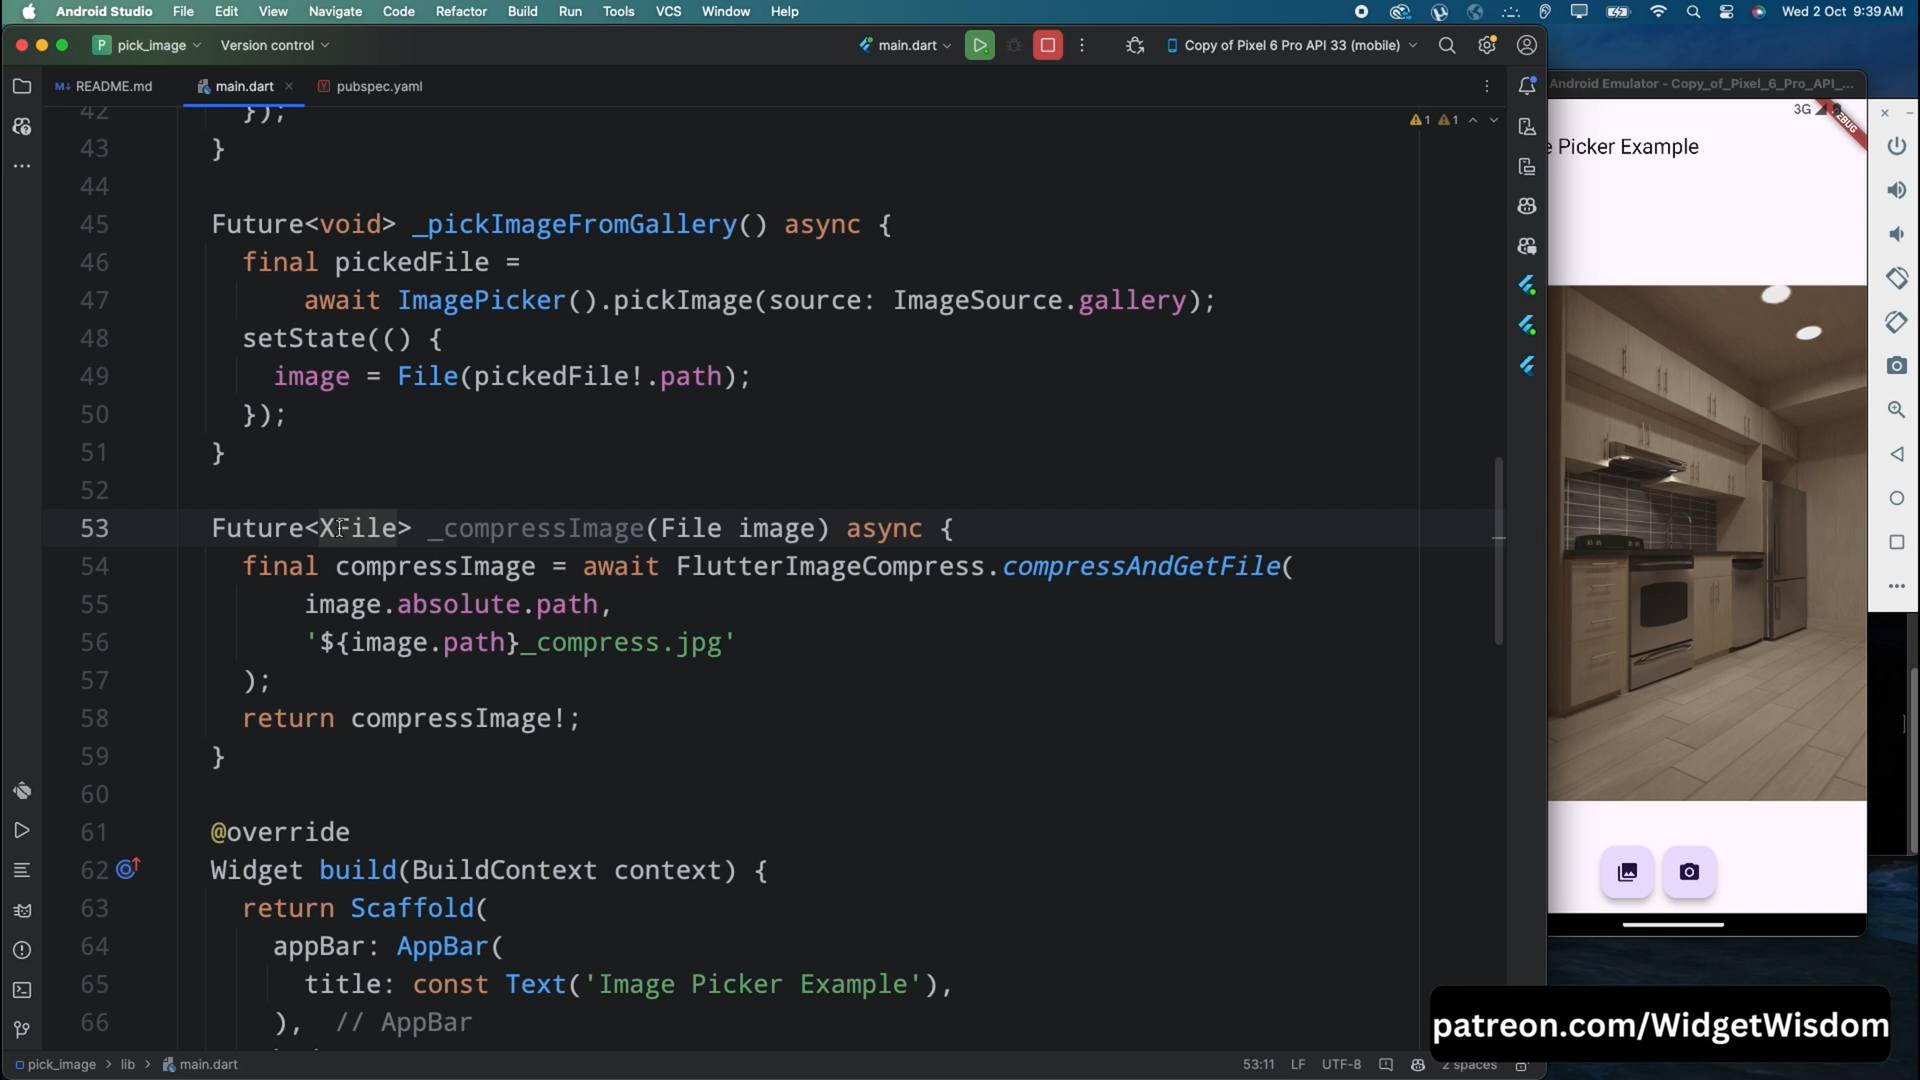 Android Studio File Edit View Navigate Code Refactor Build Run Tools VCS Window Help Wed 2 Oct 9:39 AM
P pick_image Version control main.dart Copy of Pixel 6 Pro API 33 (mobile)
M↓ README.md main.dart Y pubspec.yaml
Android Emulator - Copy_of_Pixel_6_Pro_API_...
3G
e Picker Example
1 1
42 });
43 }
44
45 Future<void> _pickImageFromGallery() async {
46 final pickedFile =
47 await ImagePicker().pickImage(source: ImageSource.gallery);
48 setState(() {
49 image = File(pickedFile!.path);
50 });
51 }
52
53 Future<XFile> _compressImage(File image) async {
54 final compressImage = await FlutterImageCompress.compressAndGetFile(
55 image.absolute.path,
56 '${image.path}_compress.jpg'
57 );
58 return compressImage!;
59 }
60
61 @override
62 Widget build(BuildContext context) {
63 return Scaffold(
64 appBar: AppBar(
65 title: const Text('Image Picker Example'),
66 ), // AppBar
patreon.com/WidgetWisdom
pick_image > lib > main.dart 53:11 LF UTF-8 2 spaces